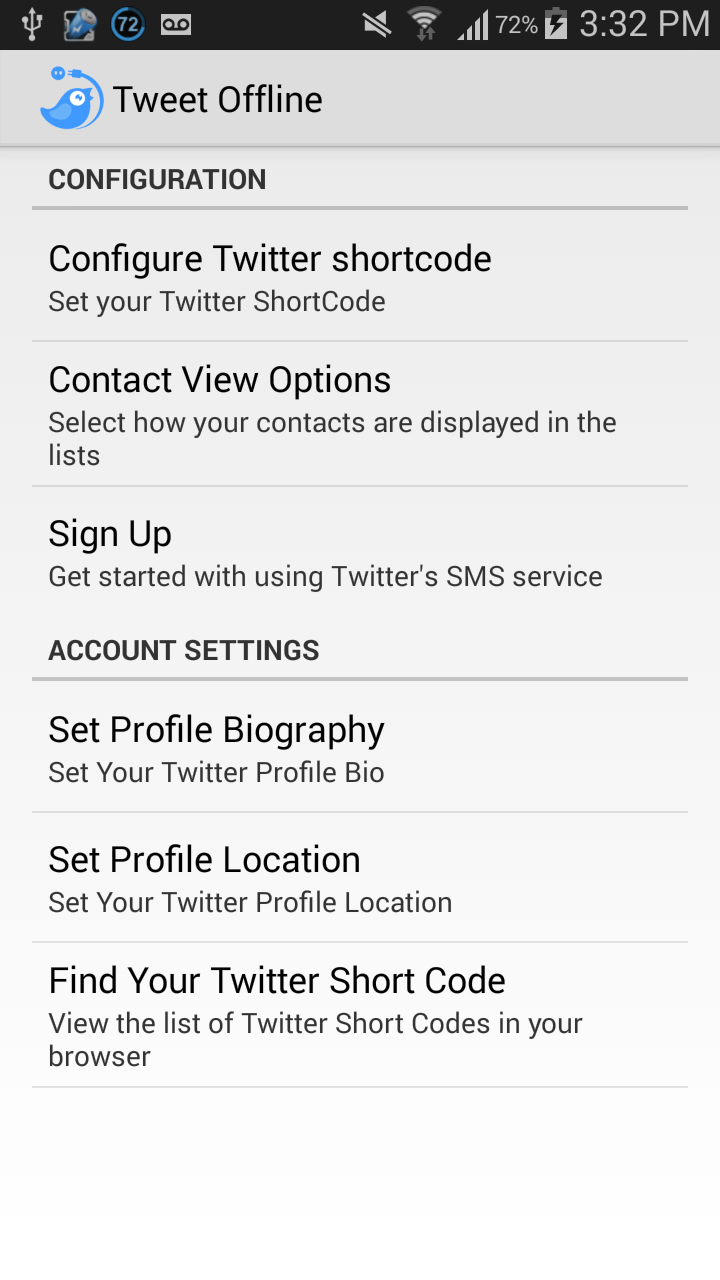 72 72% 3:32 PM
Tweet Offline
CONFIGURATION
Configure Twitter shortcode
Set your Twitter ShortCode
Contact View Options
Select how your contacts are displayed in the
lists
Sign Up
Get started with using Twitter's SMS service
ACCOUNT SETTINGS
Set Profile Biography
Set Your Twitter Profile Bio
Set Profile Location
Set Your Twitter Profile Location
Find Your Twitter Short Code
View the list of Twitter Short Codes in your
browser